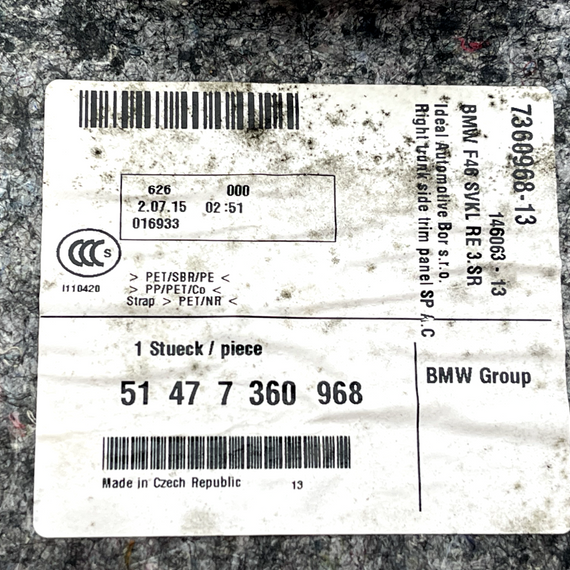 626 000
2.07.15 02:51
016933
CCC S
I110420
> PET/SBR/PE <
> PP/PET/Co <
Strap > PET/NR <
7360968-13
146063 - 13
BMW F46 SVKL RE 3.SR
Ideal Automotive Bor s.r.o.
Right trunk side trim panel SP A.C
1 Stueck / piece
51 47 7 360 968
Made in Czech Republic 13
BMW Group